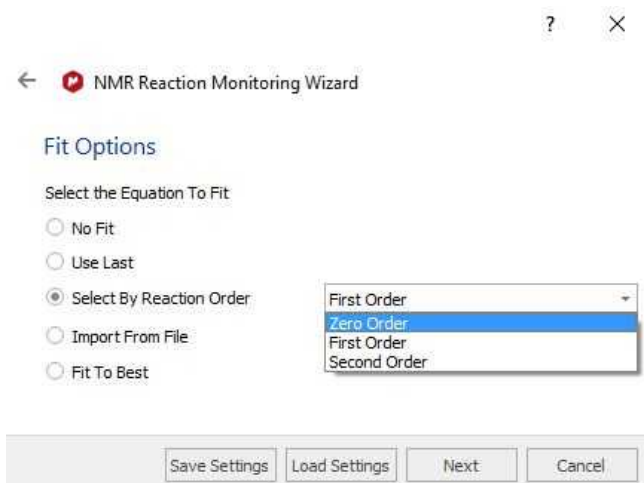 ?
NMR Reaction Monitoring Wizard
Fit Options
Select the Equation To Fit
No Fit
Use Last
Select By Reaction Order
First Order
Zero Order
First Order
Second Order
Import From File
Fit To Best
Save Settings Load Settings Next Cancel